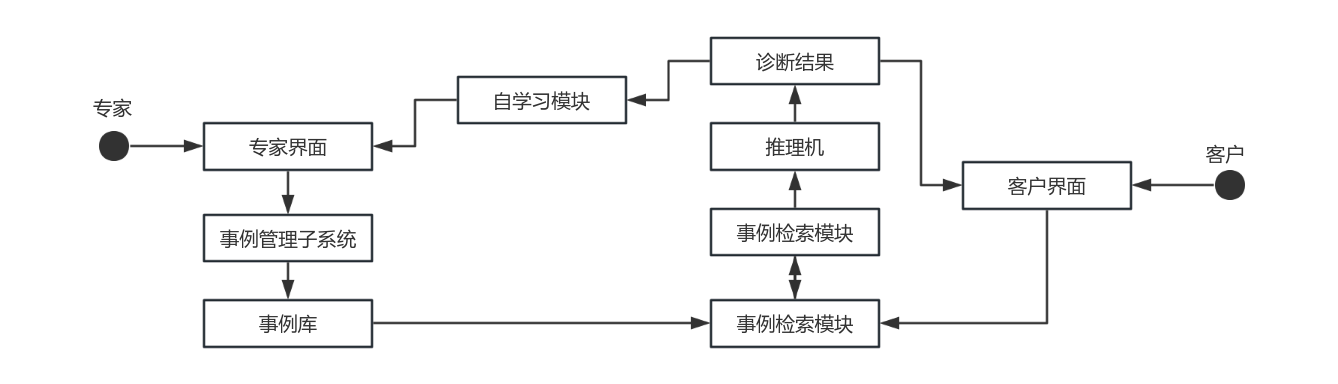 诊断结果
自学习模块
专家
专家界面
推理机
客户
客户界面
事例管理子系统
事例检索模块
事例库
事例检索模块